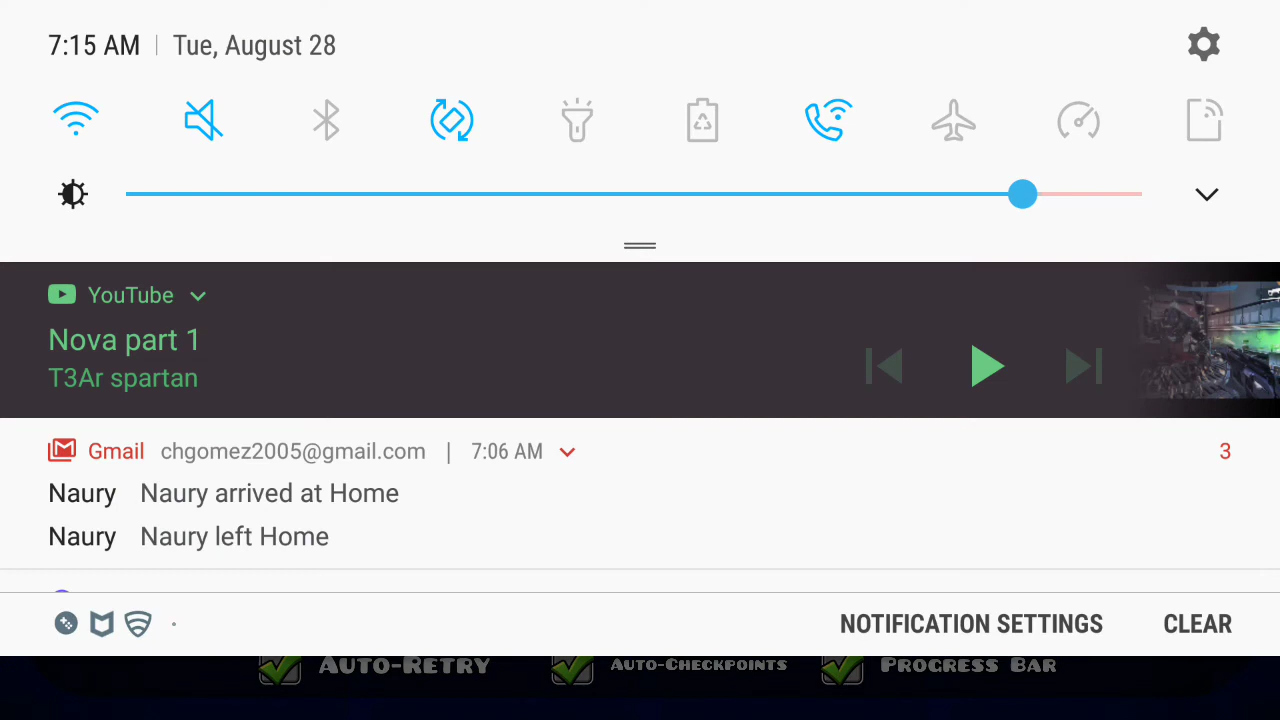 7:15 AM | Tue, August 28
YouTube
Nova part 1
T3Ar spartan
Gmail chgomez2005@gmail.com | 7:06 AM 3
Naury Naury arrived at Home
Naury Naury left Home
NOTIFICATION SETTINGS CLEAR
Auto-Retry Auto-Checkpoints Progress Bar